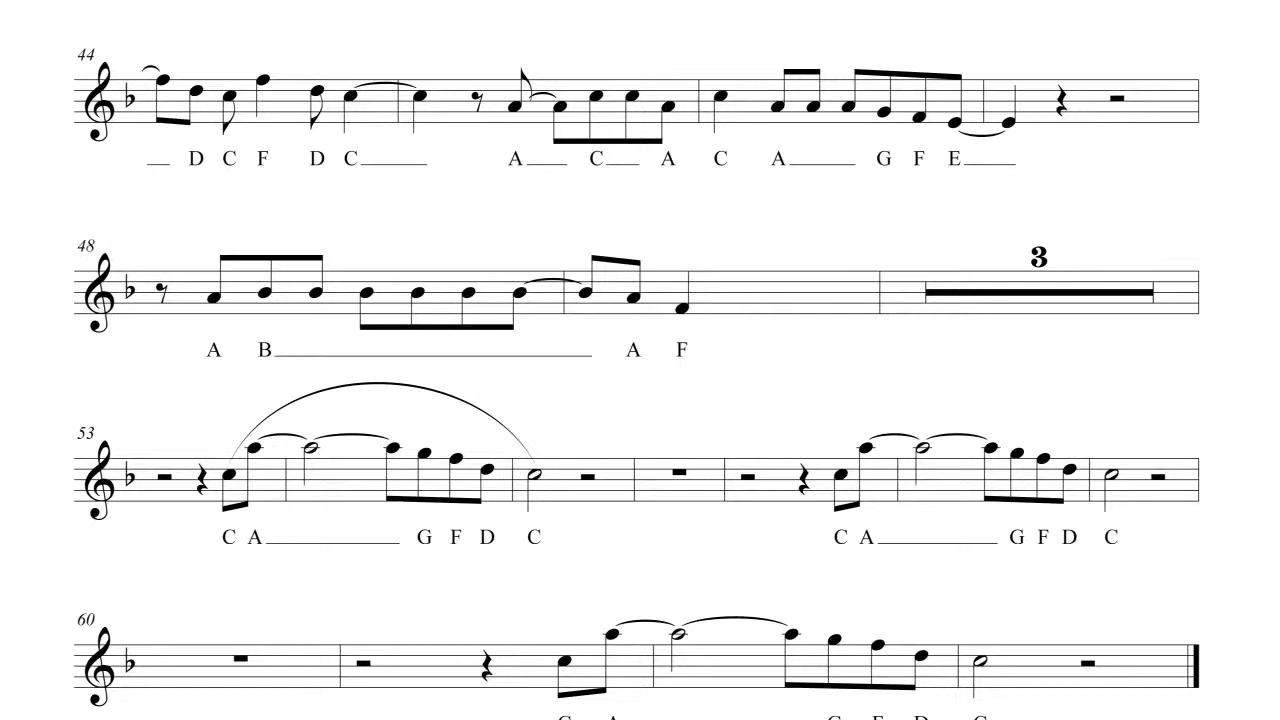 44
D C F D C A C A C A G F E
48
3
A B A F
53
C A G F D C C A G F D C
60